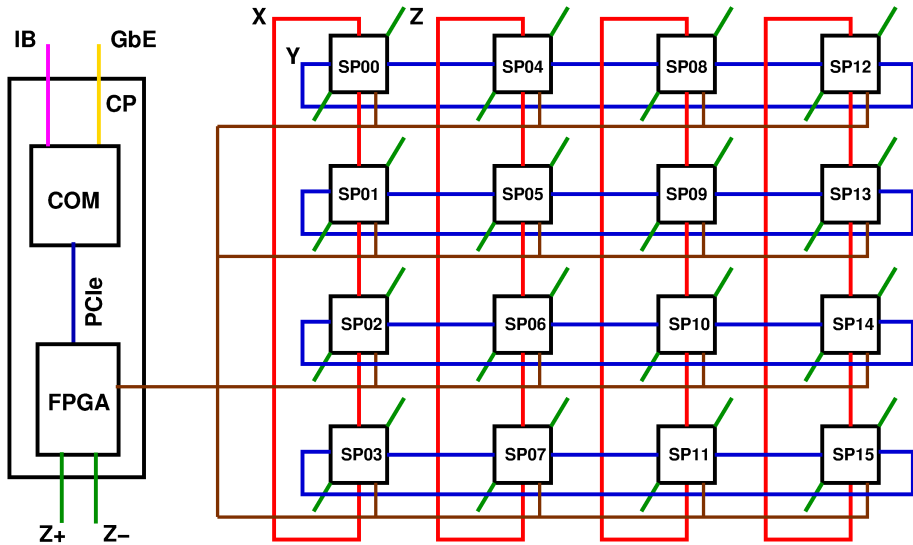 X
Z
IB
GbE
Y
SP00
SP04
SP08
SP12
CP
COM
SP01
SP05
SP09
SP13
PCIe
SP02
SP06
SP10
SP14
FPGA
SP03
SP07
SP11
SP15
Z+
Z−